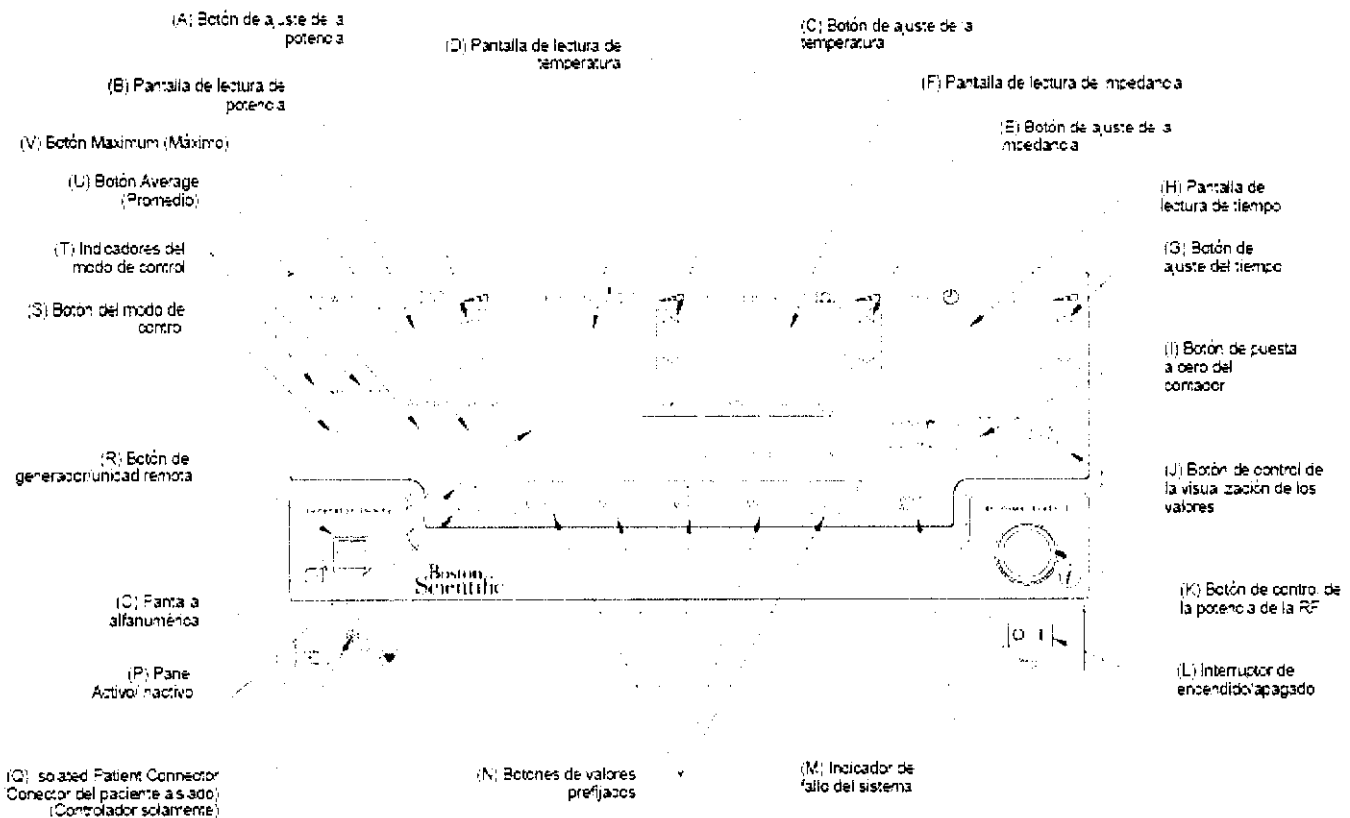 (A) Botón de ajuste de la
potencia
(D) Pantalla de lectura de
temperatura
(C) Botón de ajuste de la
temperatura
(B) Pantalla de lectura de
potencia
(F) Pantalla de lectura de impedancia
(V) Botón Maximum (Máximo)
(E) Botón de ajuste de la
impedancia
(U) Botón Average
(Promedio)
(H) Pantalla de
lectura de tiempo
(T) Indicadores del
modo de control
(G) Botón de
ajuste del tiempo
(S) Botón del modo de
control
(I) Botón de puesta
a cero del
contador
(R) Botón de
generador/unidad remota
(J) Botón de control de
la visualización de los
valores
Boston
Scientific
(O) Pantalla
alfanumérica
(K) Botón de control de
la potencia de la RF
O I
(P) Panel
Activo/Inactivo
(L) Interruptor de
encendido/apagado
(Q) Isolated Patient Connector
(Conector del paciente aislado)
(Controlador solamente)
(N) Botones de valores
prefijados
(M) Indicador de
fallo del sistema